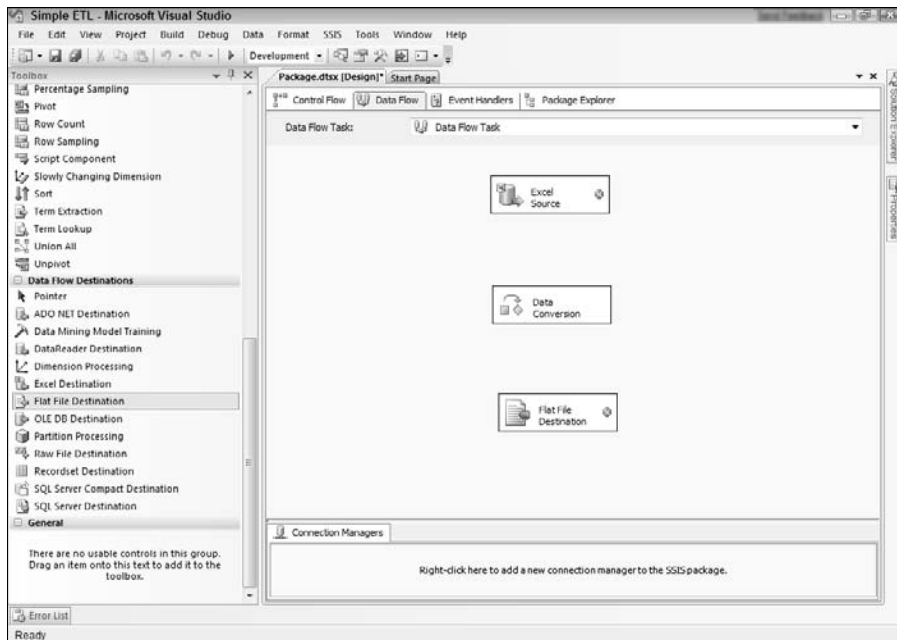 Simple ETL - Microsoft Visual Studio
File Edit View Project Build Debug Data Format SSIS Tools Window Help
Development
Toolbox
Percentage Sampling
Pivot
Row Count
Row Sampling
Script Component
Slowly Changing Dimension
Sort
Term Extraction
Term Lookup
Union All
Unpivot
Data Flow Destinations
Pointer
ADO NET Destination
Data Mining Model Training
DataReader Destination
Dimension Processing
Excel Destination
Flat File Destination
OLE DB Destination
Partition Processing
Raw File Destination
Recordset Destination
SQL Server Compact Destination
SQL Server Destination
General
There are no usable controls in this group.
Drag an item onto this text to add it to the
toolbox.
Package.dtsx [Design]* Start Page
Control Flow Data Flow Event Handlers Package Explorer
Data Flow Task: Data Flow Task
Excel
Source
Data
Conversion
Flat File
Destination
Connection Managers
Right-click here to add a new connection manager to the SSIS package.
Solution Explorer
Properties
Error List
Ready